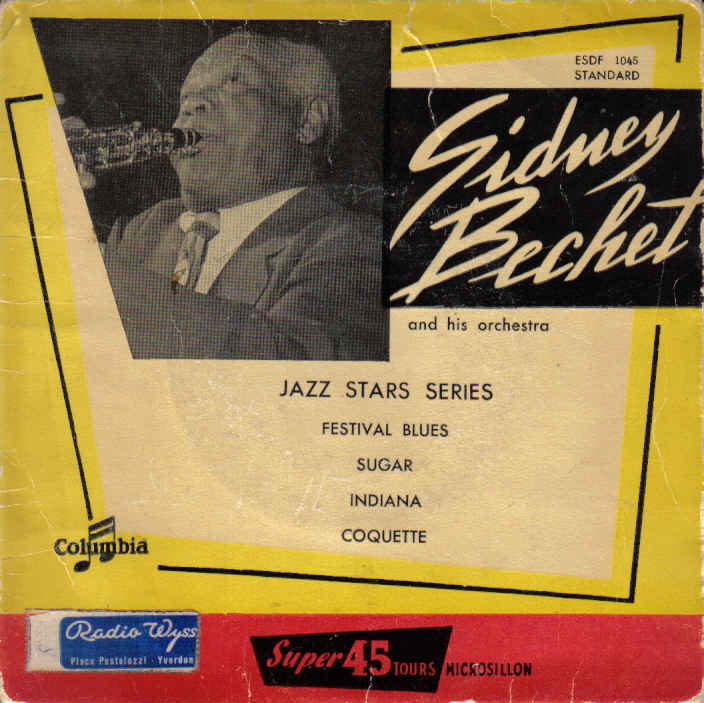 ESDF 1045
STANDARD
Sidney
Bechet
and his orchestra
JAZZ STARS SERIES
FESTIVAL BLUES
SUGAR
INDIANA
COQUETTE
Columbia
Radio Wyss
Place Pestalozzi - Yverdon
Super 45 TOURS MICROSILLON